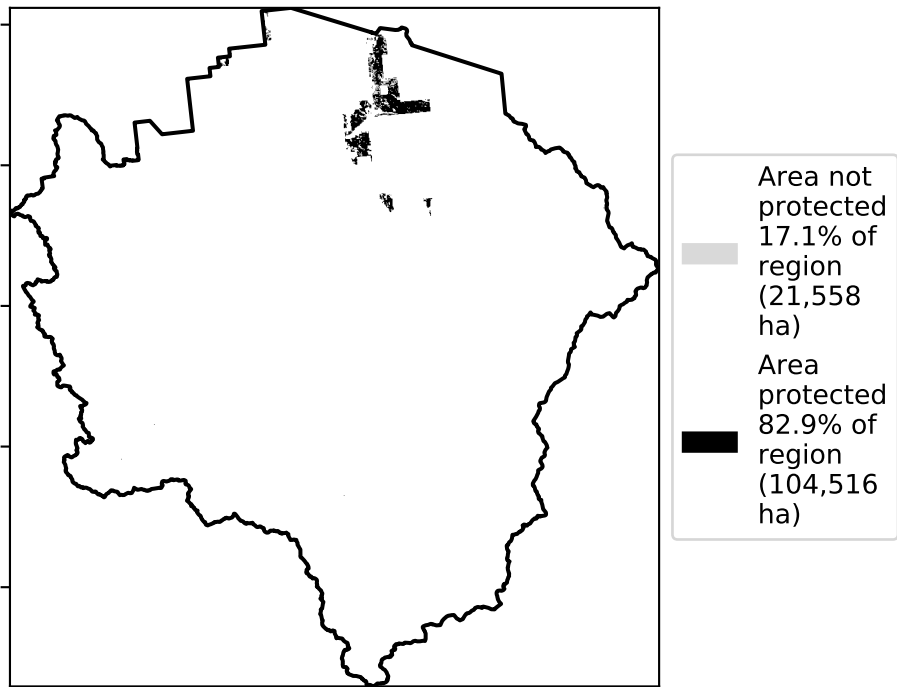 Area not
protected
17.1% of
region
(21,558
ha)
Area
protected
82.9% of
region
(104,516
ha)